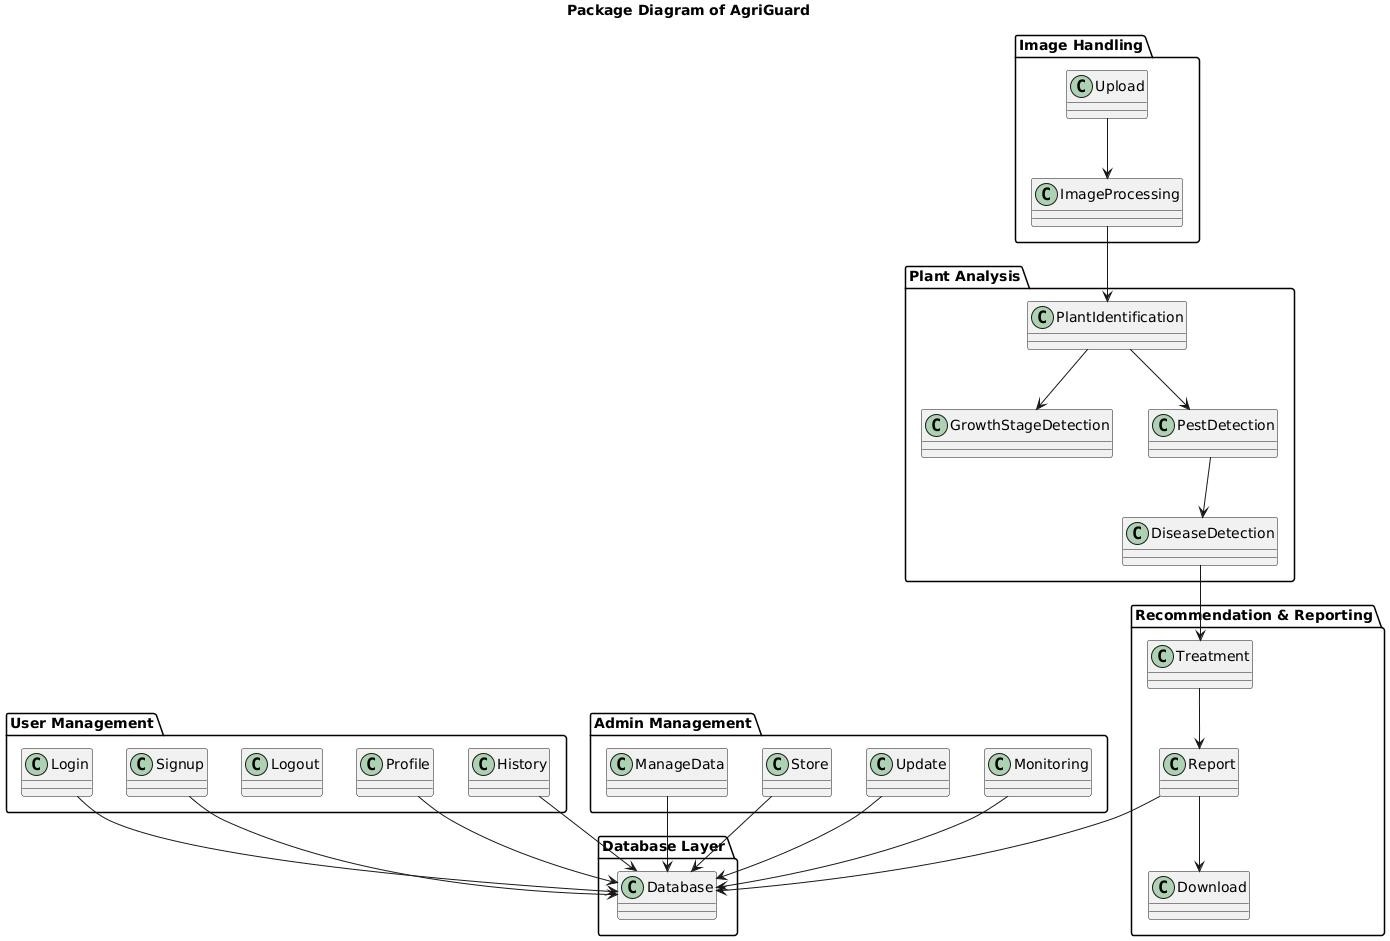 Package Diagram of AgriGuard
Image Handling
C Upload
C ImageProcessing
Plant Analysis
C PlantIdentification
C GrowthStageDetection
C PestDetection
C DiseaseDetection
Recommendation & Reporting
C Treatment
User Management
Admin Management
C Login
C Signup
C Logout
C Profile
C History
C ManageData
C Store
C Update
C Monitoring
C Report
Database Layer
C Database
C Download